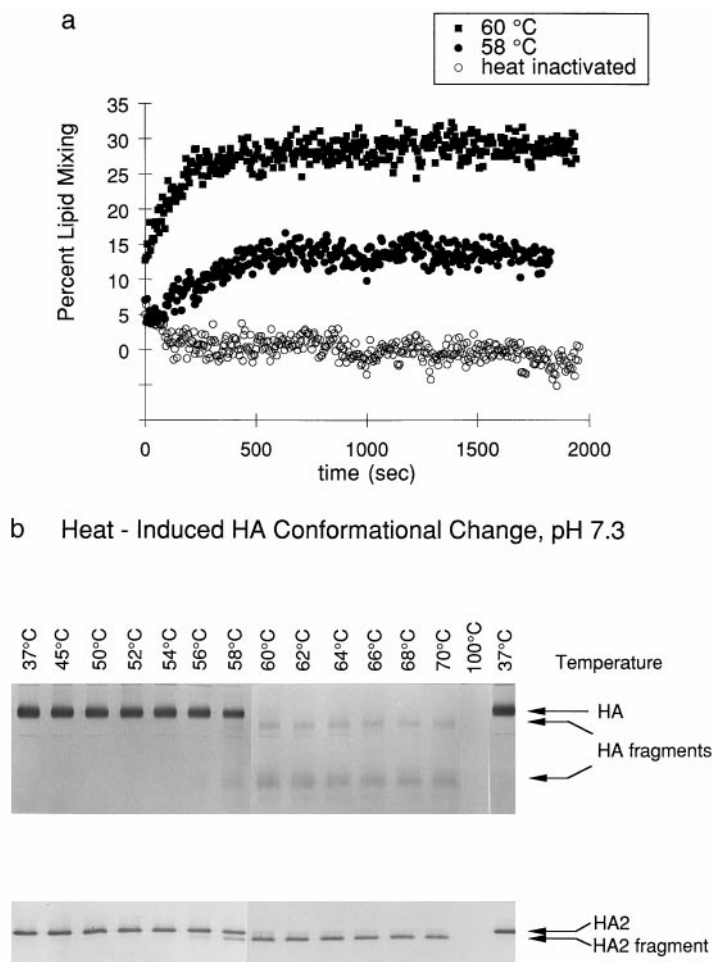 a
60 °C
58 °C
heat inactivated
Percent Lipid Mixing
35
30
25
20
15
10
5
0
0 500 1000 1500 2000
time (sec)
b Heat - Induced HA Conformational Change, pH 7.3
37°C 45°C 50°C 52°C 54°C 56°C 58°C 60°C 62°C 64°C 66°C 68°C 70°C 100°C 37°C Temperature
HA
HA fragments
HA2
HA2 fragment